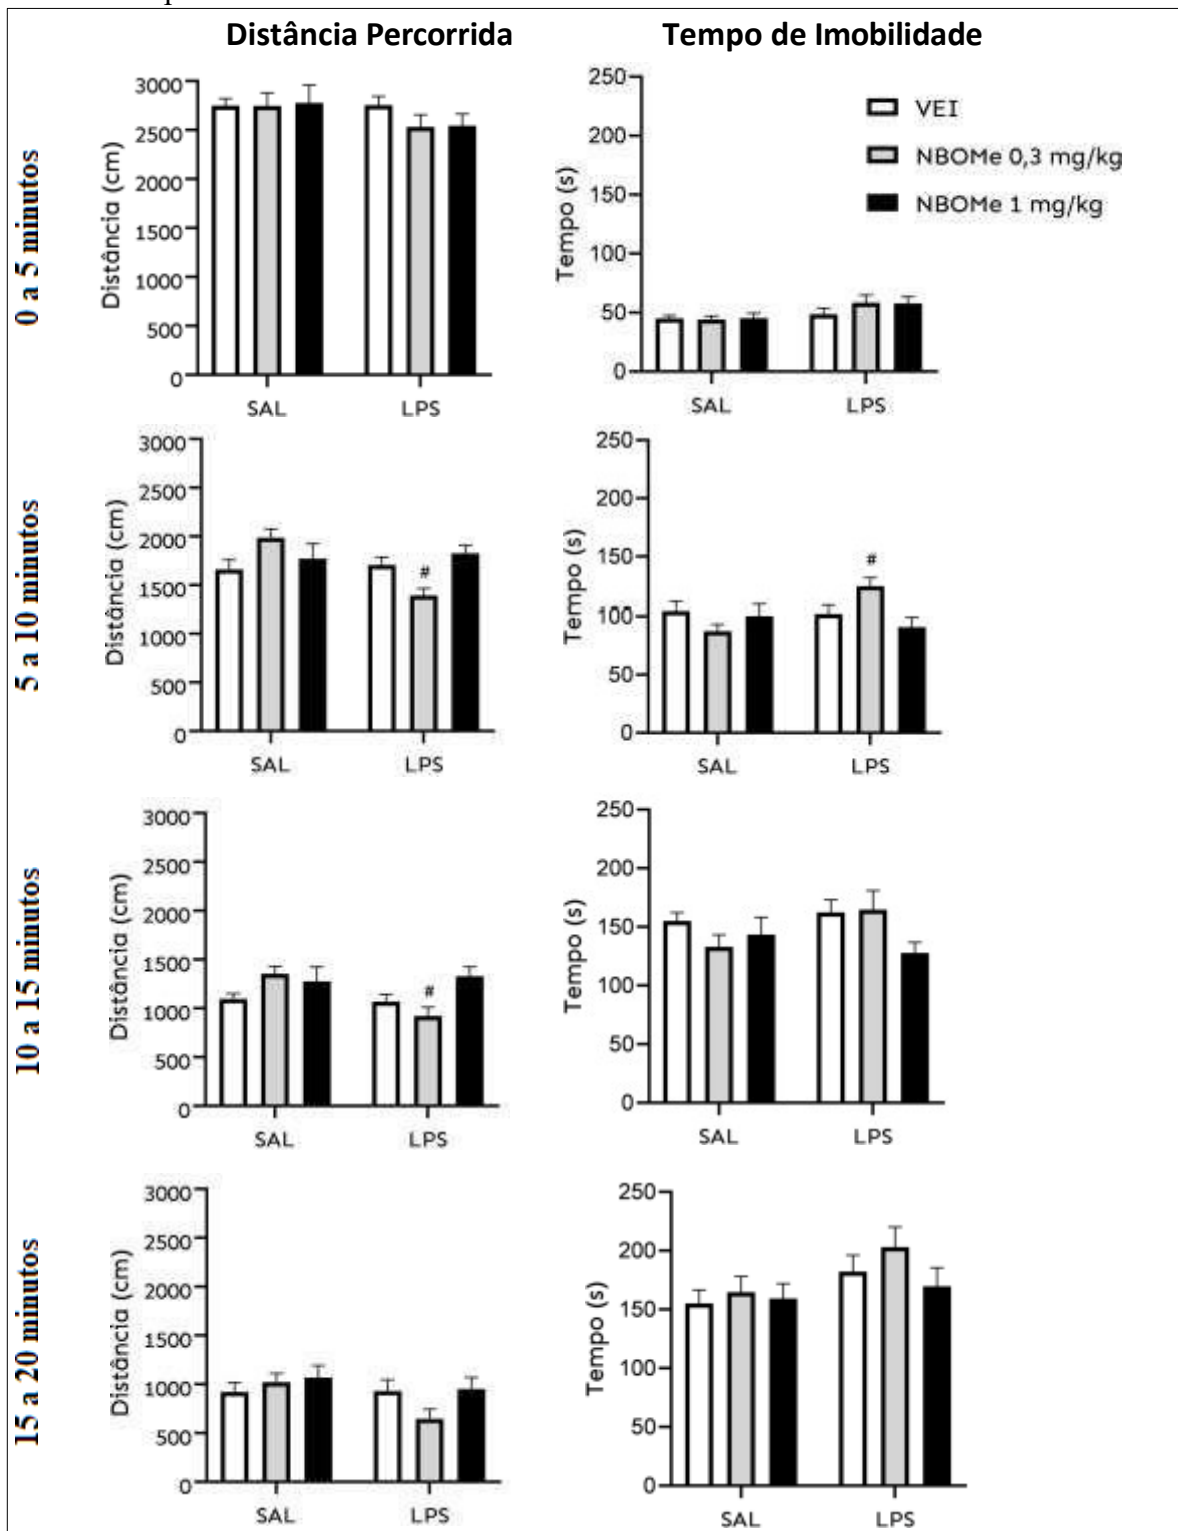 Distância Percorrida
Tempo de Imobilidade
0 a 5 minutos
Distância (cm)
3000
2500
2000
1500
1000
500
0
SAL
LPS
Tempo (s)
250
200
150
100
50
0
SAL
LPS
VEI
NBOMe 0,3 mg/kg
NBOMe 1 mg/kg
5 a 10 minutos
Distância (cm)
3000
2500
2000
1500
1000
500
0
#
SAL
LPS
Tempo (s)
250
200
150
100
50
0
#
SAL
LPS
10 a 15 minutos
Distância (cm)
3000
2500
2000
1500
1000
500
0
#
SAL
LPS
Tempo (s)
250
200
150
100
50
0
SAL
LPS
15 a 20 minutos
Distância (cm)
3000
2500
2000
1500
1000
500
0
SAL
LPS
Tempo (s)
250
200
150
100
50
0
SAL
LPS